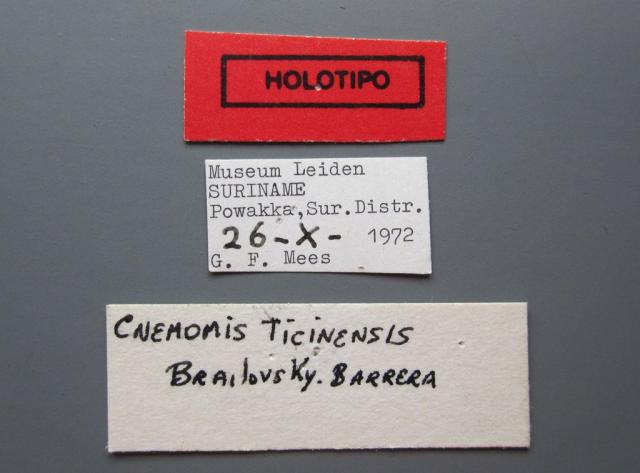 HOLOTIPO
Museum Leiden
SURINAME
Powakka,Sur.Distr.
26-X- 1972
G. F. Mees
CNEMOMIS TICINENSIS
BRAILOVSKY. BARRERA